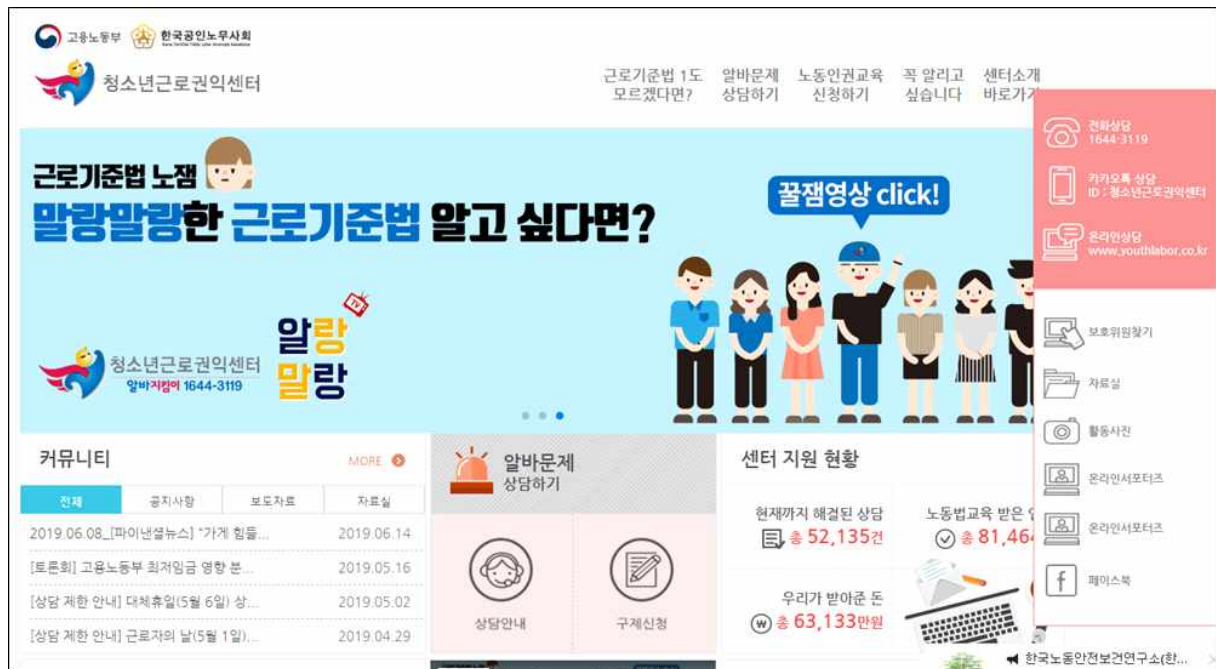 고용노동부
한국공인노무사회
청소년근로권익센터
근로기준법 1도
모르겠다면?
알바문제
상담하기
노동인권교육
신청하기
꼭 알리고
싶습니다
센터소개
바로가기
전화상담
1644-3119
카카오톡 상담
ID : 청소년근로권익센터
온라인상담
www.youthlabor.co.kr
보호위원찾기
자료실
활동사진
온라인서포터즈
온라인서포터즈
페이스북
근로기준법 노잼
말랑말랑한 근로기준법 알고 싶다면?
꿀잼영상 click!
TV
알랑
말랑
청소년근로권익센터
알바지킴이 1644-3119
커뮤니티
MORE
전체
공지사항
보도자료
자료실
2019.06.08_[파이낸셜뉴스] "가게 힘들...
2019.06.14
[토론회] 고용노동부 최저임금 영향 분...
2019.05.16
[상담 제한 안내] 대체휴일(5월 6일) 상...
2019.05.02
[상담 제한 안내] 근로자의 날(5월 1일)...
2019.04.29
알바문제
상담하기
상담안내
구제신청
센터 지원 현황
현재까지 해결된 상담
총 52,135건
노동법교육 받은
총 81,464
우리가 받아준 돈
총 63,133만원
한국노동안전보건연구소(한...